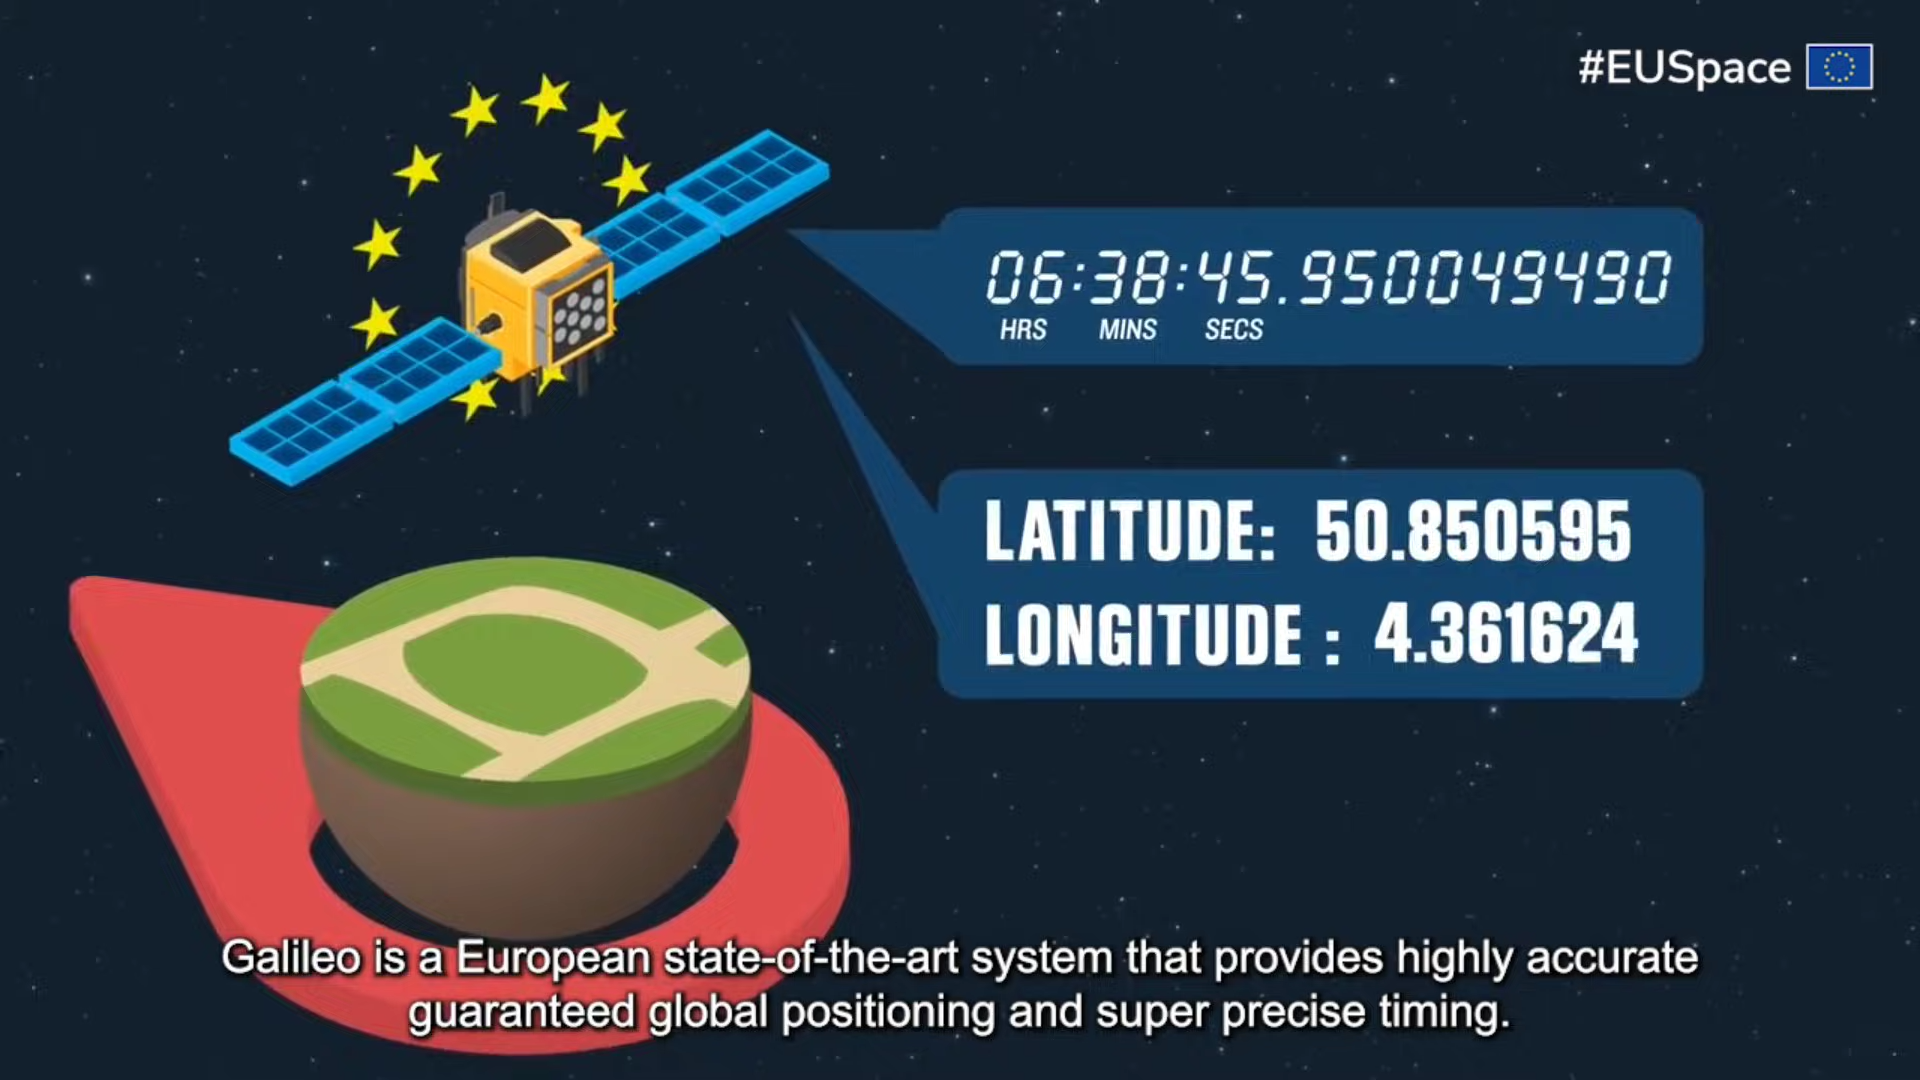 #EUSpace
06:38:45.950049490
HRS MINS SECS
LATITUDE: 50.850595
LONGITUDE : 4.361624
Galileo is a European state-of-the-art system that provides highly accurate
guaranteed global positioning and super precise timing.